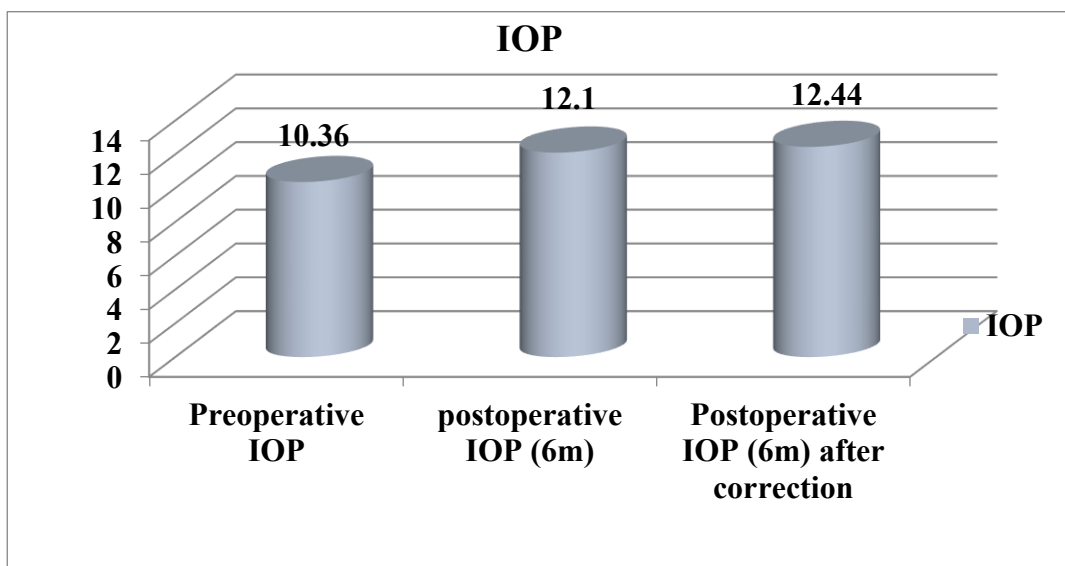 IOP
10.36
12.1
12.44
14
12
10
8
6
4
2
0
Preoperative
IOP
postoperative
IOP (6m)
Postoperative
IOP (6m) after
correction
IOP